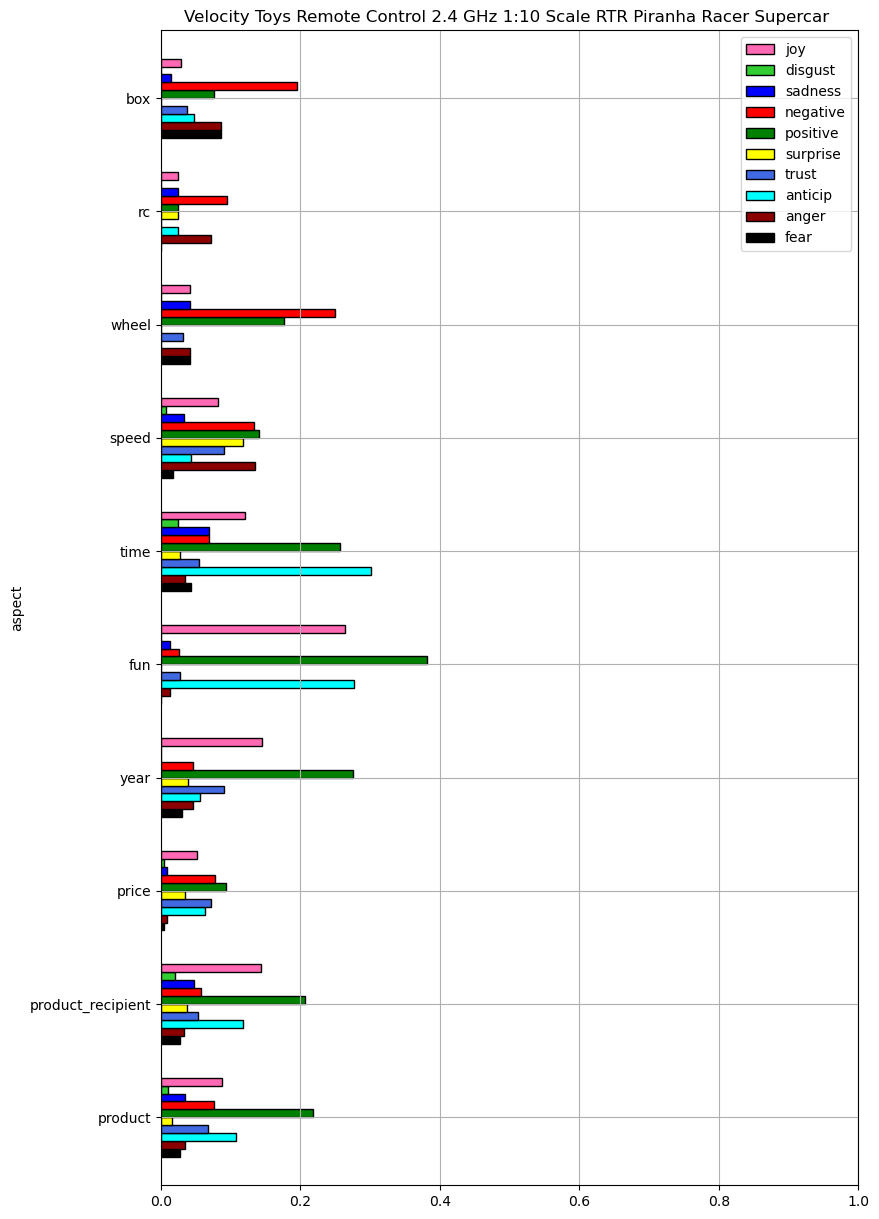 Velocity Toys Remote Control 2.4 GHz 1:10 Scale RTR Piranha Racer Supercar
joy
disgust
sadness
negative
positive
surprise
trust
anticip
anger
fear
box
rc
wheel
speed
time
fun
year
price
product_recipient
product
aspect
0.0 0.2 0.4 0.6 0.8 1.0